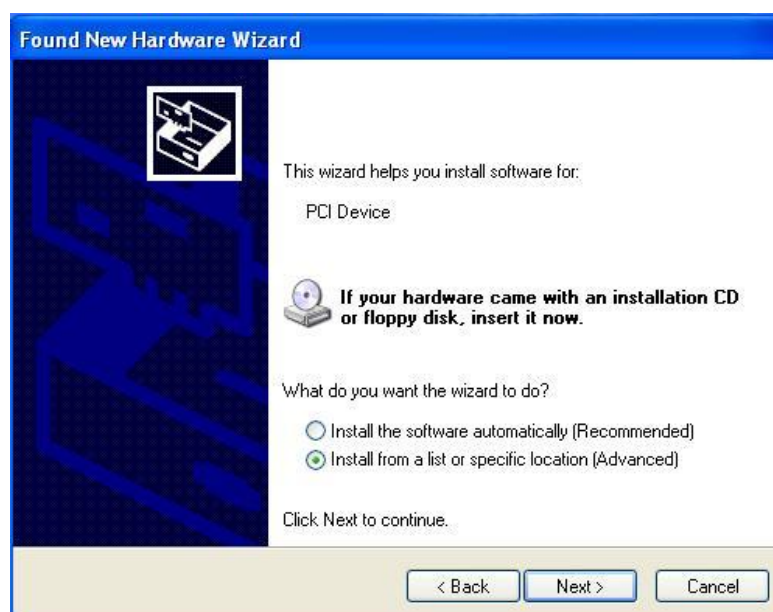 Found New Hardware Wizard
This wizard helps you install software for:
PCI Device
If your hardware came with an installation CD
or floppy disk, insert it now.
What do you want the wizard to do?
Install the software automatically (Recommended)
Install from a list or specific location (Advanced)
Click Next to continue.
< Back Next > Cancel